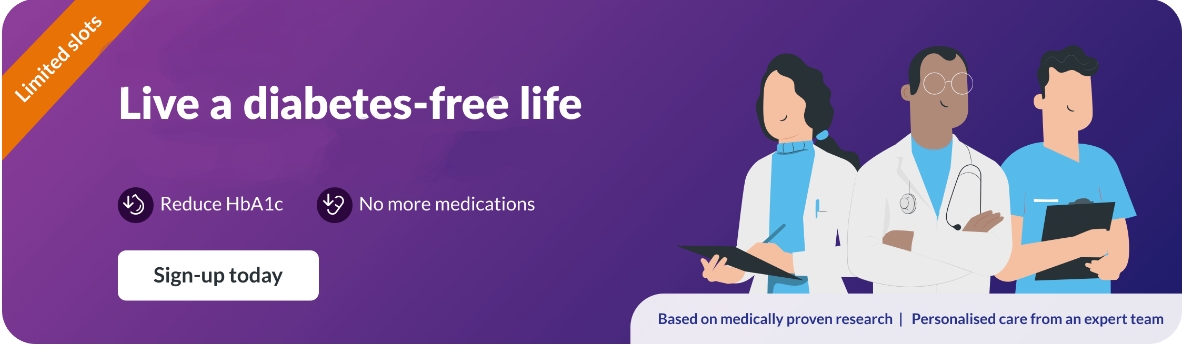 Limited slots
Live a diabetes-free life
Reduce HbA1c
No more medications
Sign-up today
Based on medically proven research | Personalised care from an expert team